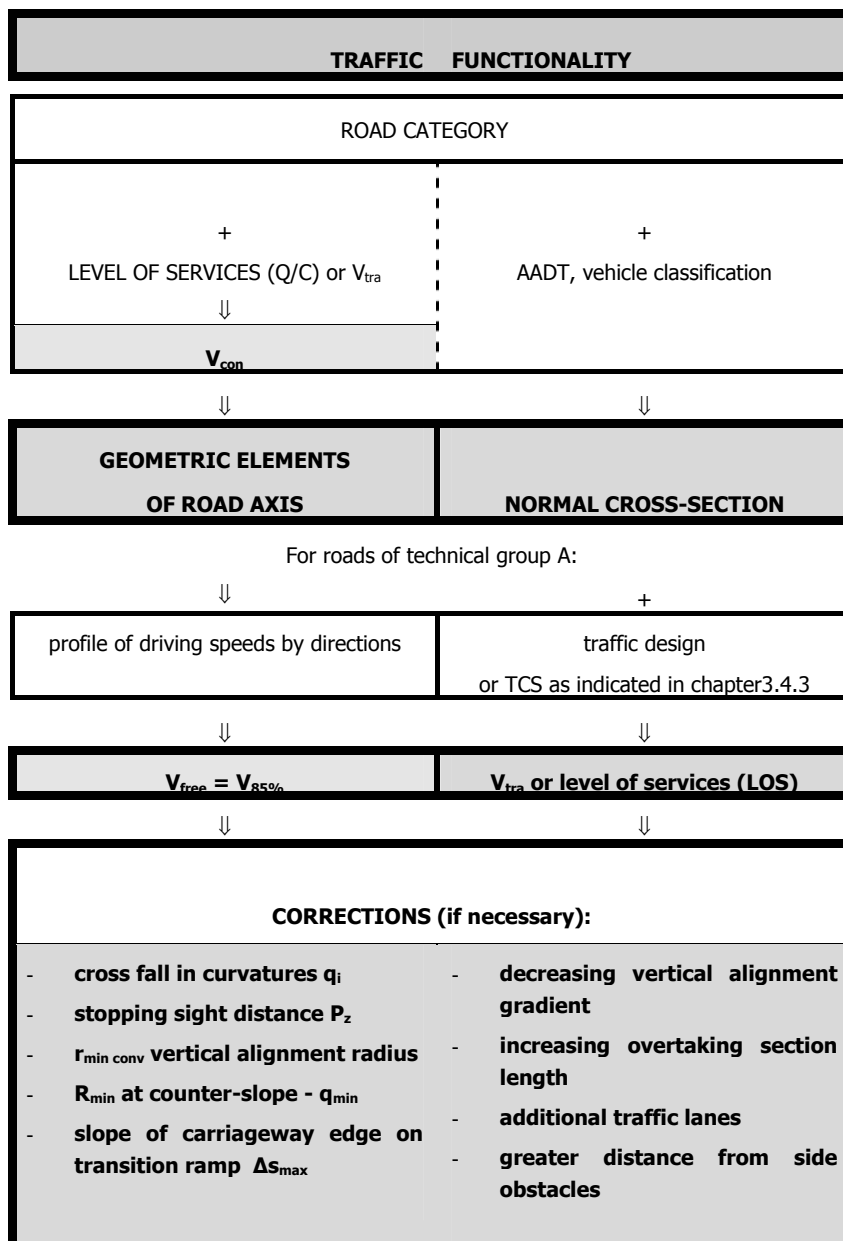 TRAFFIC FUNCTIONALITY
ROAD CATEGORY
+
LEVEL OF SERVICES (Q/C) or Vtra
⇓
Vcon
+
AADT, vehicle classification
⇓ ⇓
GEOMETRIC ELEMENTS
OF ROAD AXIS
NORMAL CROSS-SECTION
For roads of technical group A:
⇓ +
profile of driving speeds by directions
traffic design
or TCS as indicated in chapter3.4.3
⇓ ⇓
Vfree = V85%
Vtra or level of services (LOS)
⇓ ⇓
CORRECTIONS (if necessary):
- cross fall in curvatures qi
- stopping sight distance Pz
- rmin conv vertical alignment radius
- Rmin at counter-slope - qmin
- slope of carriageway edge on
transition ramp Δsmax
- decreasing vertical alignment
gradient
- increasing overtaking section
length
- additional traffic lanes
- greater distance from side
obstacles